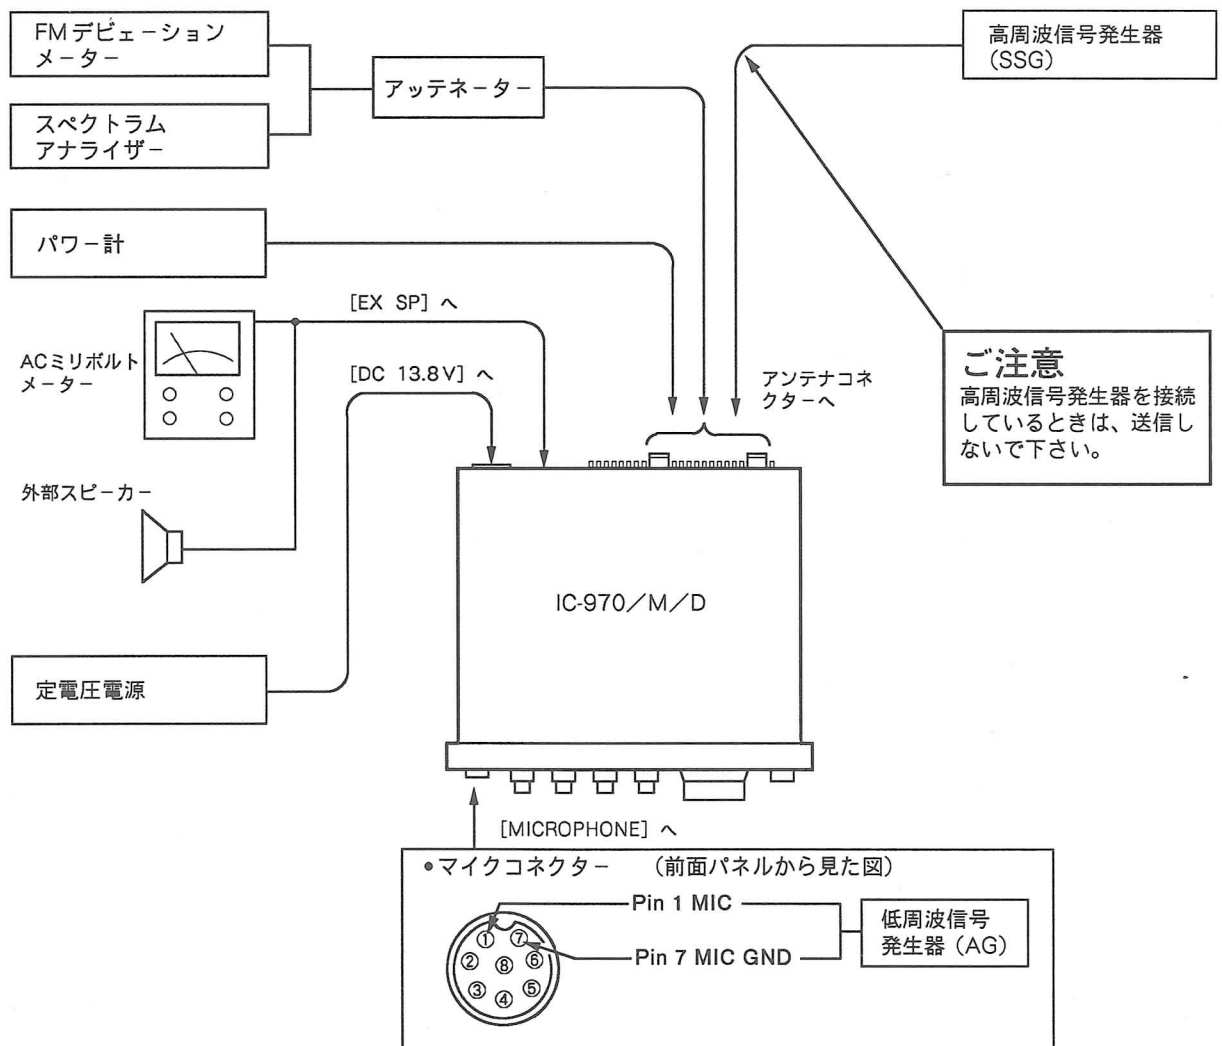 FMデビェーション
メーター
高周波信号発生器
(SSG)
アッテネーター
スペクトラム
アナライザー
パワー計
[EX SP] へ
ACミリボルト
メーター
[DC 13.8V] へ
アンテナコネ
クターへ
ご注意
高周波信号発生器を接続
しているときは、送信し
ないで下さい。
外部スピーカー
IC-970/M/D
定電圧電源
[MICROPHONE] へ
•マイクコネクター (前面パネルから見た図)
Pin 1 MIC
Pin 7 MIC GND
低周波信号
発生器 (AG)
① ⑦
② ⑧ ⑥
③ ④ ⑤